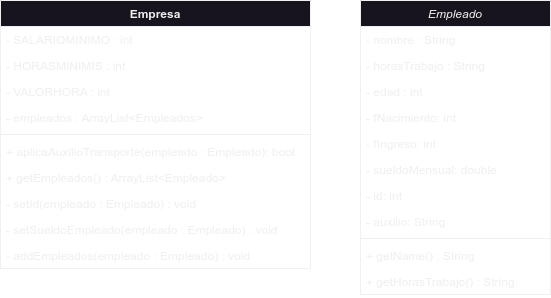 Empresa
- SALARIOMINIMO : int
- HORASMINIMIS : int
- VALORHORA : int
- empleados : ArrayList<Empleados>
+ aplicaAuxilioTransporte(empleado : Empleado): bool
+ getEmpleados() : ArrayList<Empleado>
- setId(empleado : Empleado) : void
- setSueldoEmpleado(empleado : Empleado) : void
- addEmpleados(empleado : Empleado) : void
Empleado
- nombre : String
- horasTrabajo : String
- edad : int
- fNacimiento: int
- fIngreso: int
- sueldoMensual: double
- id: int
- auxilio: String
+ getName() : String
+ getHorasTrabajo() : String